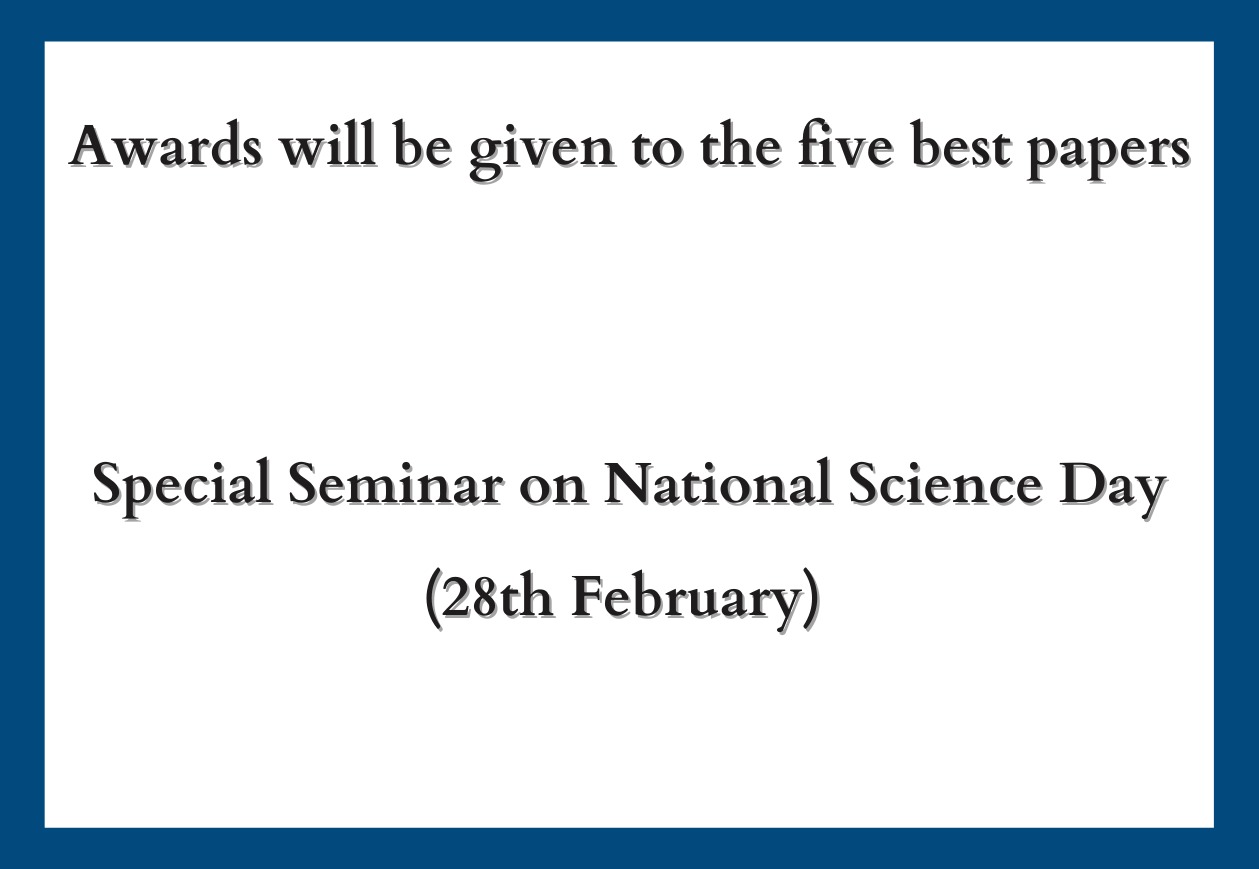 Awards will be given to the five best papers
Special Seminar on National Science Day
(28th February)